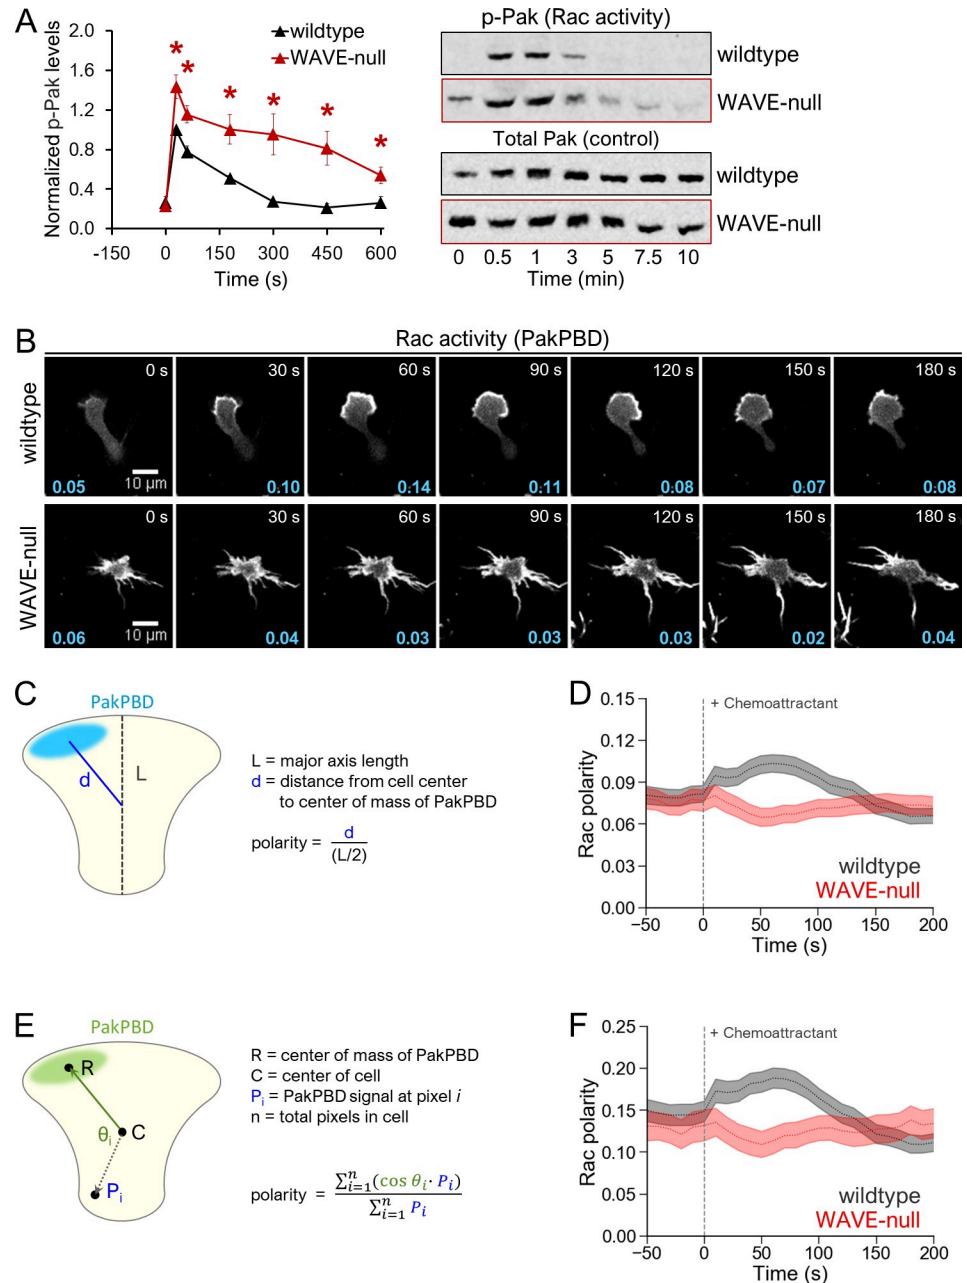 A
Normalized p-Pak levels
2.0
1.6
1.2
0.8
0.4
0.0
wildtype
WAVE-null
*
*
*
*
*
*
-150 0 150 300 450 600
Time (s)
p-Pak (Rac activity)
wildtype
WAVE-null
Total Pak (control)
wildtype
WAVE-null
0 0.5 1 3 5 7.5 10
Time (min)
B
Rac activity (PakPBD)
wildtype
0 s 30 s 60 s 90 s 120 s 150 s 180 s
10 µm
0.05 0.10 0.14 0.11 0.08 0.07 0.08
WAVE-null
0 s 30 s 60 s 90 s 120 s 150 s 180 s
10 µm
0.06 0.04 0.03 0.03 0.03 0.02 0.04
C
PakPBD
d
L
L = major axis length
d = distance from cell center
to center of mass of PakPBD
polarity = d / (L/2)
D
Rac polarity
0.15
0.12
0.09
0.06
0.03
0.00
+ Chemoattractant
wildtype
WAVE-null
−50 0 50 100 150 200
Time (s)
E
PakPBD
R
C
θi
Pi
R = center of mass of PakPBD
C = center of cell
Pi = PakPBD signal at pixel i
n = total pixels in cell
polarity = ∑ⁿi=1(cos θi · Pi) / ∑ⁿi=1 Pi
F
Rac polarity
0.25
0.20
0.15
0.10
0.05
0.00
+ Chemoattractant
wildtype
WAVE-null
−50 0 50 100 150 200
Time (s)